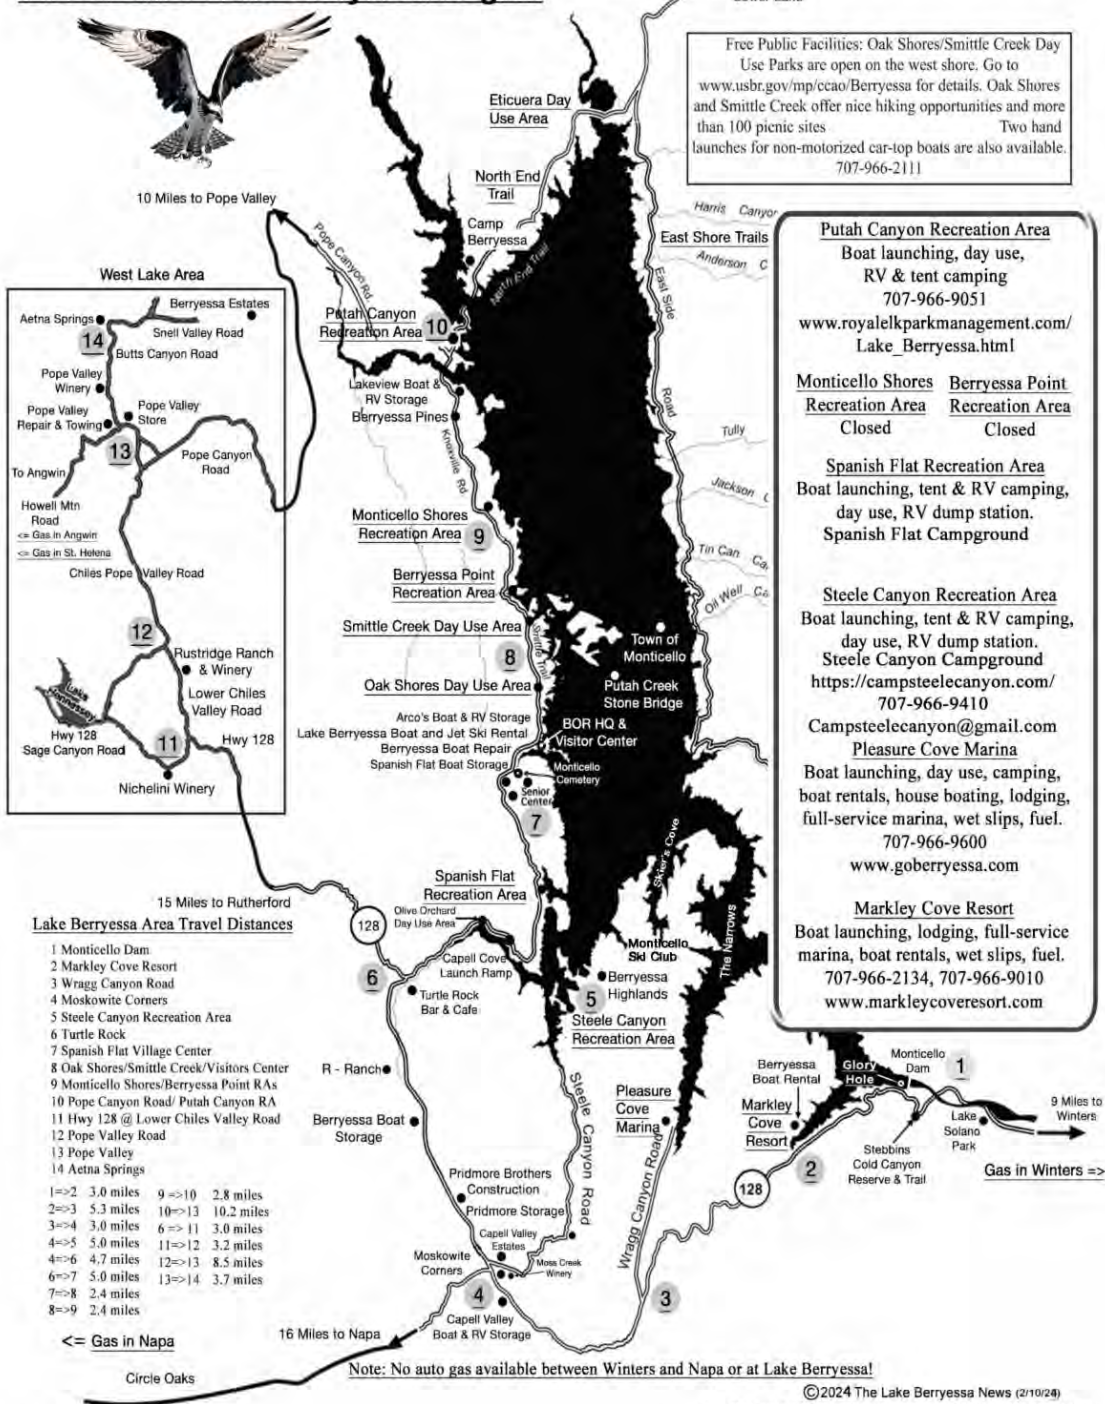 Free Public Facilities: Oak Shores/Smittle Creek Day
Use Parks are open on the west shore. Go to
www.usbr.gov/mp/ccao/Berryessa for details. Oak Shores
and Smittle Creek offer nice hiking opportunities and more
than 100 picnic sites Two hand
launches for non-motorized car-top boats are also available.
707-966-2111
Eticuera Day
Use Area
North End
Trail
10 Miles to Pope Valley
Camp
Berryessa
North End Trail
Pope Canyon Rd.
Harris Canyon
East Shore Trails
Anderson C
East Side
Road
Putah Canyon
Recreation Area
10
Lakeview Boat &
RV Storage
Berryessa Pines
Knoxville Rd
Tully
Jackson
Tin Can Ca
Oil Well Ca
Monticello Shores
Recreation Area
9
Berryessa Point
Recreation Area
Smittle Creek Day Use Area
Smittle Trail
8
Oak Shores Day Use Area
Town of
Monticello
Putah Creek
Stone Bridge
Arco's Boat & RV Storage
Lake Berryessa Boat and Jet Ski Rental
Berryessa Boat Repair
Spanish Flat Boat Storage
BOR HQ &
Visitor Center
Monticello
Cemetery
Senior
Center
7
West Lake Area
Berryessa Estates
Aetna Springs
Snell Valley Road
14
Butts Canyon Road
Pope Valley
Winery
Pope Valley
Repair & Towing
Pope Valley
Store
13
To Angwin
Pope Canyon
Road
Howell Mtn
Road
<= Gas in Angwin
<= Gas in St. Helena
Chiles Pope Valley Road
12
Rustridge Ranch
& Winery
Lake
Hennessey
Lower Chiles
Valley Road
Hwy 128
Sage Canyon Road
11
Hwy 128
Nichelini Winery
Putah Canyon Recreation Area
Boat launching, day use,
RV & tent camping
707-966-9051
www.royalelkparkmanagement.com/
Lake_Berryessa.html
Monticello Shores
Recreation Area
Closed
Berryessa Point
Recreation Area
Closed
Spanish Flat Recreation Area
Boat launching, tent & RV camping,
day use, RV dump station.
Spanish Flat Campground
Steele Canyon Recreation Area
Boat launching, tent & RV camping,
day use, RV dump station.
Steele Canyon Campground
https://campsteelecanyon.com/
707-966-9410
Campsteelecanyon@gmail.com
Pleasure Cove Marina
Boat launching, day use, camping,
boat rentals, house boating, lodging,
full-service marina, wet slips, fuel.
707-966-9600
www.goberryessa.com
Markley Cove Resort
Boat launching, lodging, full-service
marina, boat rentals, wet slips, fuel.
707-966-2134, 707-966-9010
www.markleycoveresort.com
Spanish Flat
Recreation Area
Olive Orchard
Day Use Area
Capell Cove
Launch Ramp
Skier's Cove
The Narrows
Monticello
Ski Club
Berryessa
Highlands
5
Steele Canyon
Recreation Area
15 Miles to Rutherford
128
6
Turtle Rock
Bar & Cafe
R - Ranch
Berryessa Boat
Storage
Steele Canyon Road
Pleasure
Cove
Marina
Wragg Canyon Road
Berryessa
Boat Rental
Markley
Cove
Resort
Glory
Hole
Monticello
Dam
1
2
128
Stebbins
Cold Canyon
Reserve & Trail
Lake
Solano
Park
9 Miles to
Winters
Gas in Winters =>
Pridmore Brothers
Construction
Pridmore Storage
Capell Valley
Estates
Moss Creek
Winery
Moskowite
Corners
4
Capell Valley
Boat & RV Storage
3
Lake Berryessa Area Travel Distances
1 Monticello Dam
2 Markley Cove Resort
3 Wragg Canyon Road
4 Moskowite Corners
5 Steele Canyon Recreation Area
6 Turtle Rock
7 Spanish Flat Village Center
8 Oak Shores/Smittle Creek/Visitors Center
9 Monticello Shores/Berryessa Point RAs
10 Pope Canyon Road/ Putah Canyon RA
11 Hwy 128 @ Lower Chiles Valley Road
12 Pope Valley Road
13 Pope Valley
14 Aetna Springs
1=>2 3.0 miles 9 =>10 2.8 miles
2=>3 5.3 miles 10=>13 10.2 miles
3=>4 3.0 miles 6 => 11 3.0 miles
4=>5 5.0 miles 11=>12 3.2 miles
4=>6 4.7 miles 12=>13 8.5 miles
6=>7 5.0 miles 13=>14 3.7 miles
7=>8 2.4 miles
8=>9 2.4 miles
<= Gas in Napa
16 Miles to Napa
Circle Oaks
Note: No auto gas available between Winters and Napa or at Lake Berryessa!
©2024 The Lake Berryessa News (2/10/24)